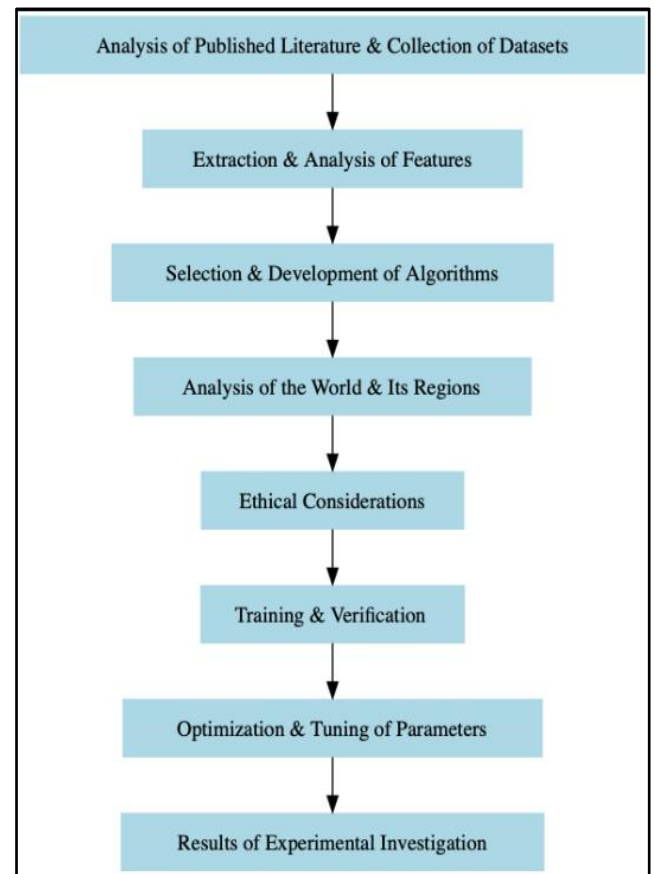 Analysis of Published Literature & Collection of Datasets
Extraction & Analysis of Features
Selection & Development of Algorithms
Analysis of the World & Its Regions
Ethical Considerations
Training & Verification
Optimization & Tuning of Parameters
Results of Experimental Investigation